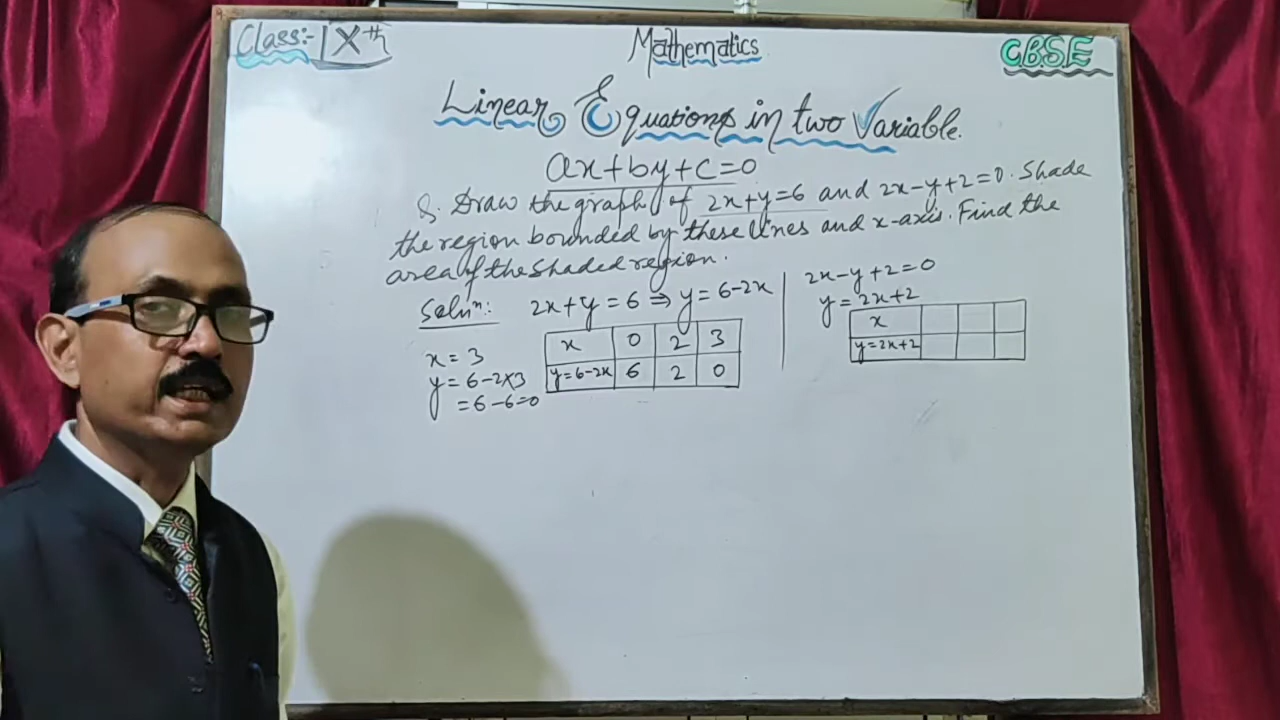 Class:- IXth
Mathematics
CBSE
Linear Equations in two Variable.
ax+by+c=0
Q. Draw the graph of 2x+y=6 and 2x-y+2=0. Shade
the region bounded by these lines and x-axis. Find the
area of the shaded region.
Soluⁿ: 2x+y=6 ⇒ y=6-2x
x 0 2 3
y=6-2x 6 2 0
x=3
y=6-2×3
=6-6=0
2x-y+2=0
y=2x+2
x
y=2x+2